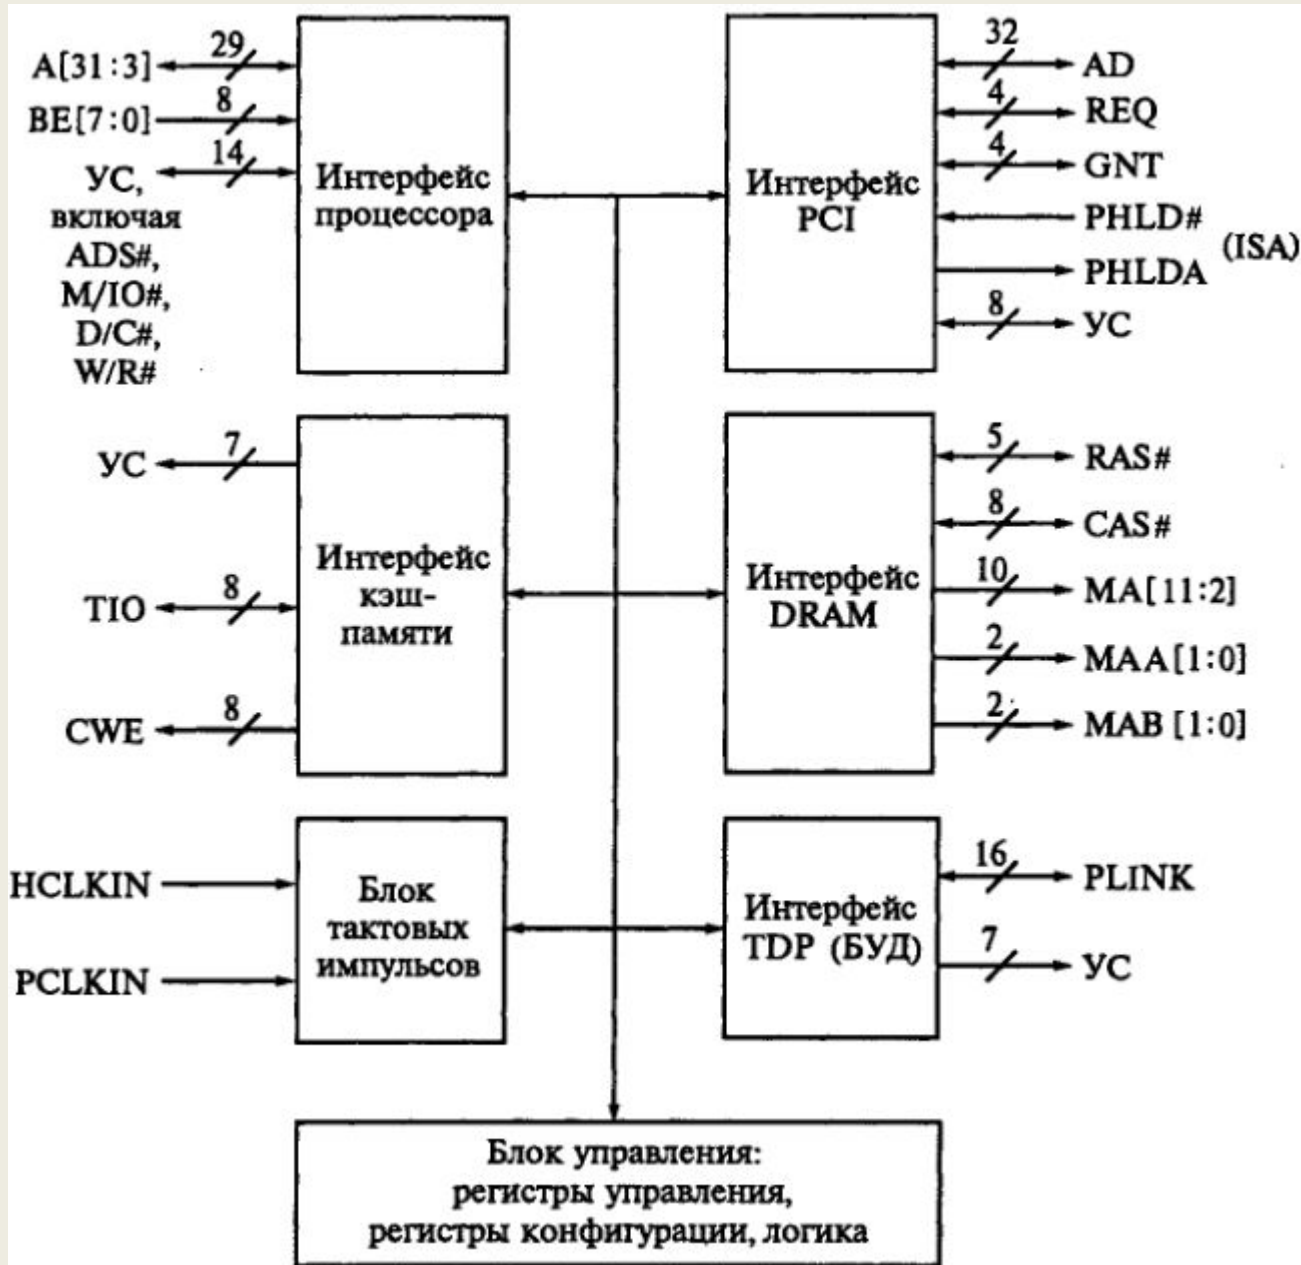 29
A[31:3]
8
BE[7:0]
14
УС,
включая
ADS#,
M/IO#,
D/C#,
W/R#
Интерфейс
процессора
Интерфейс
PCI
32
AD
4
REQ
4
GNT
PHLD#
(ISA)
PHLDA
8
УС
7
УС
8
TIO
8
CWE
Интерфейс
кэш-
памяти
Интерфейс
DRAM
5
RAS#
8
CAS#
10
MA[11:2]
2
MAA[1:0]
2
MAB [1:0]
HCLKIN
PCLKIN
Блок
тактовых
импульсов
Интерфейс
TDP (БУД)
16
PLINK
7
УС
Блок управления:
регистры управления,
регистры конфигурации, логика